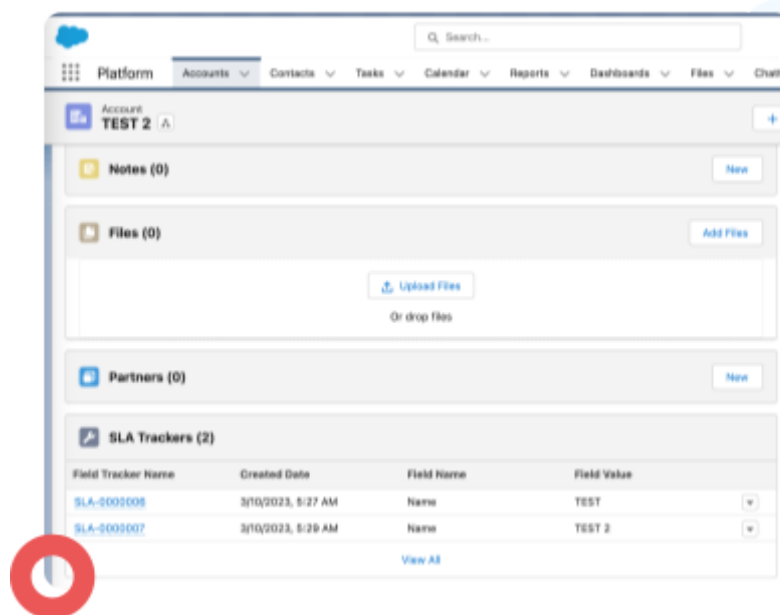 Search...
Platform Accounts Contacts Tasks Calendar Reports Dashboards Files Chatt
Account
TEST 2
Notes (0) New
Files (0) Add Files
Upload Files
Or drop files
Partners (0) New
SLA Trackers (2)
Field Tracker Name Created Date Field Name Field Value
SLA-0000006 3/10/2023, 5:27 AM Name TEST
SLA-0000007 3/10/2023, 5:29 AM Name TEST 2
View All